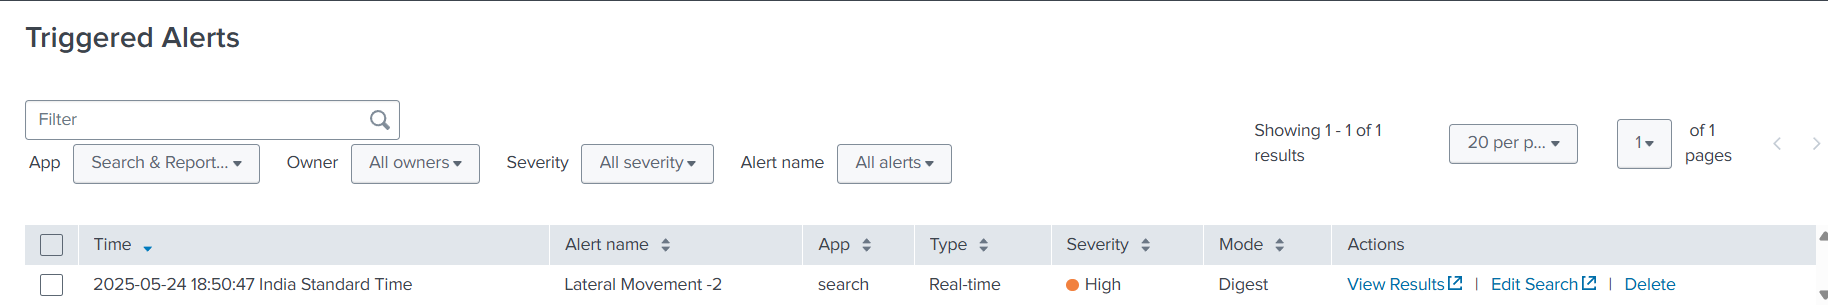 Triggered Alerts
Filter
Showing 1 - 1 of 1
results
20 per p...
1
of 1
pages
App Search & Report... Owner All owners Severity All severity Alert name All alerts
Time Alert name App Type Severity Mode Actions
2025-05-24 18:50:47 India Standard Time Lateral Movement -2 search Real-time High Digest View Results | Edit Search | Delete